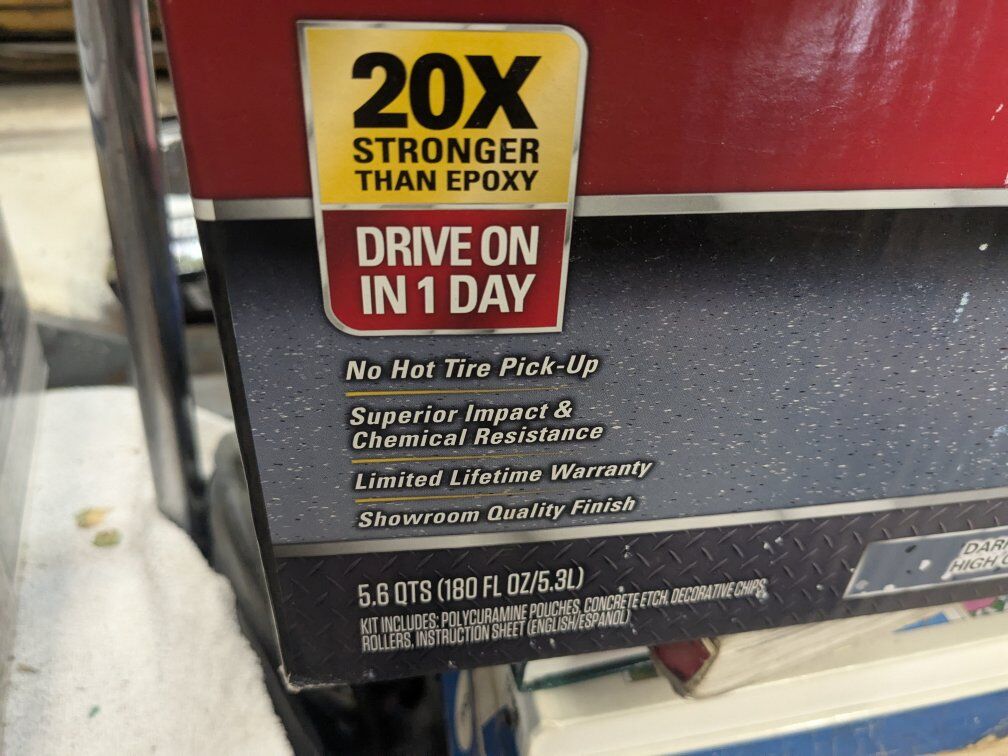 20X
STRONGER
THAN EPOXY
DRIVE ON
IN 1 DAY
No Hot Tire Pick-Up
Superior Impact &
Chemical Resistance
Limited Lifetime Warranty
Showroom Quality Finish
5.6 QTS (180 FL OZ/5.3L)
KIT INCLUDES: POLYCURAMINE POUCHES, CONCRETE ETCH, DECORATIVE CHIPS,
ROLLERS, INSTRUCTION SHEET (ENGLISH/ESPAÑOL)
HIGH